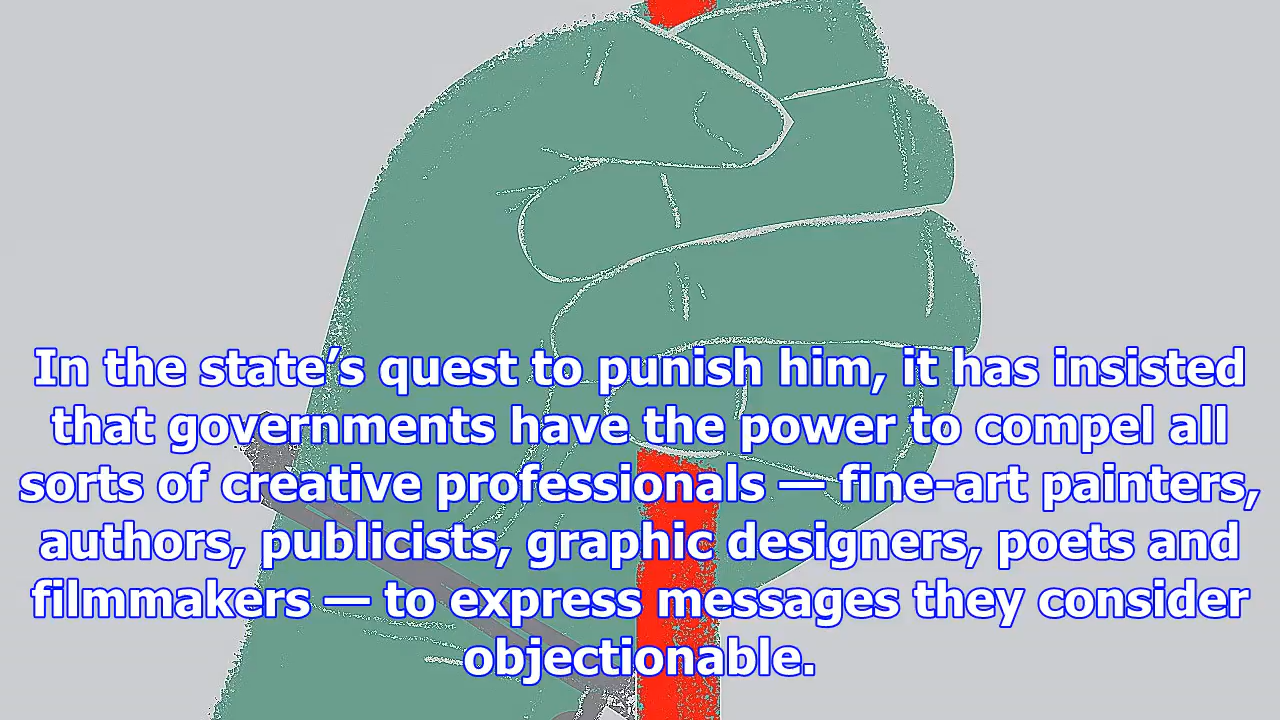 In the state’s quest to punish him, it has insisted
that governments have the power to compel all
sorts of creative professionals — fine-art painters,
authors, publicists, graphic designers, poets and
filmmakers — to express messages they consider
objectionable.